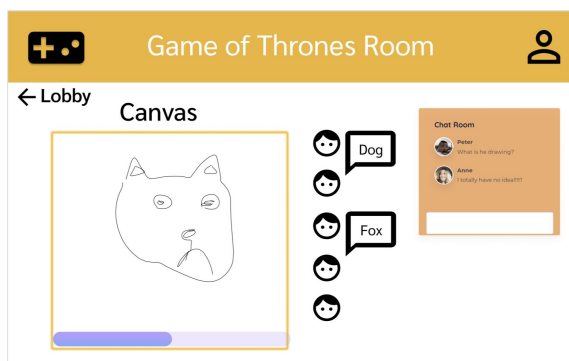 Game of Thrones Room
Lobby
Canvas
Dog
Fox
Chat Room
Peter
What is he drawing?
Anne
I totally have no idea!!!!